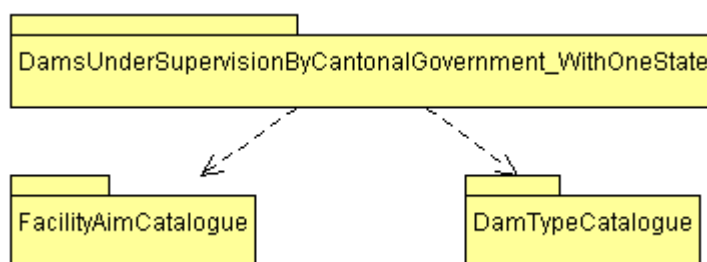 DamsUnderSupervisionByCantonalGovernment_WithOneState
FacilityAimCatalogue
DamTypeCatalogue